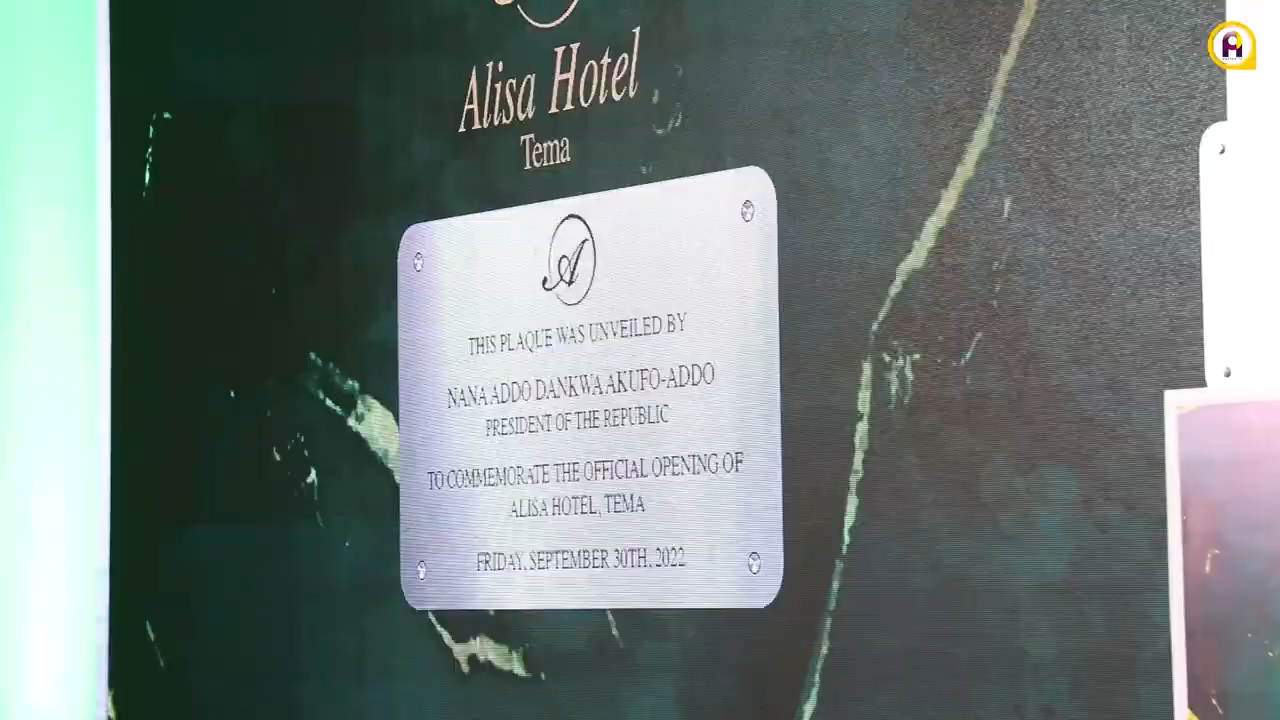 Alisa Hotel
Tema
A
THIS PLAQUE WAS UNVEILED BY
NANA ADDO DANKWA AKUFO-ADDO
PRESIDENT OF THE REPUBLIC
TO COMMEMORATE THE OFFICIAL OPENING OF
ALISA HOTEL, TEMA
FRIDAY, SEPTEMBER 30TH, 2022